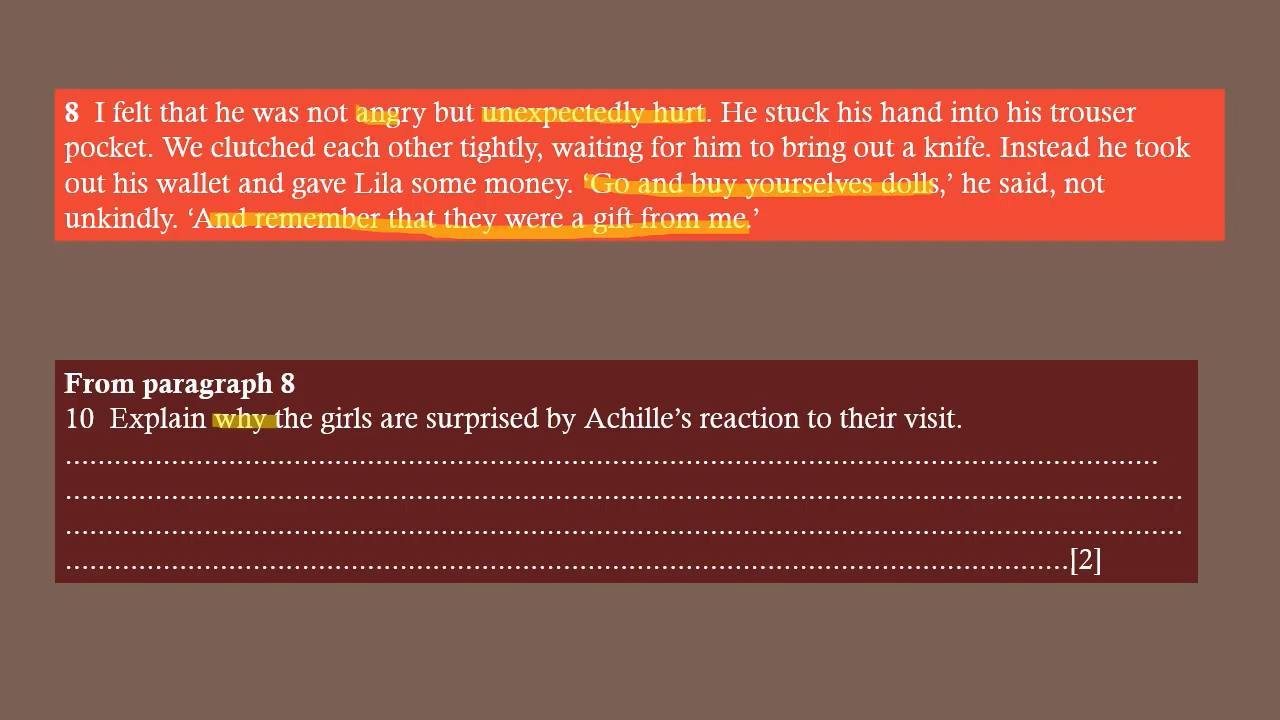 8 I felt that he was not angry but unexpectedly hurt. He stuck his hand into his trouser
pocket. We clutched each other tightly, waiting for him to bring out a knife. Instead he took
out his wallet and gave Lila some money. ‘Go and buy yourselves dolls,’ he said, not
unkindly. ‘And remember that they were a gift from me.’
From paragraph 8
10 Explain why the girls are surprised by Achille’s reaction to their visit.
....................................................................................................................................
....................................................................................................................................
....................................................................................................................................
..........................................................................................................................[2]